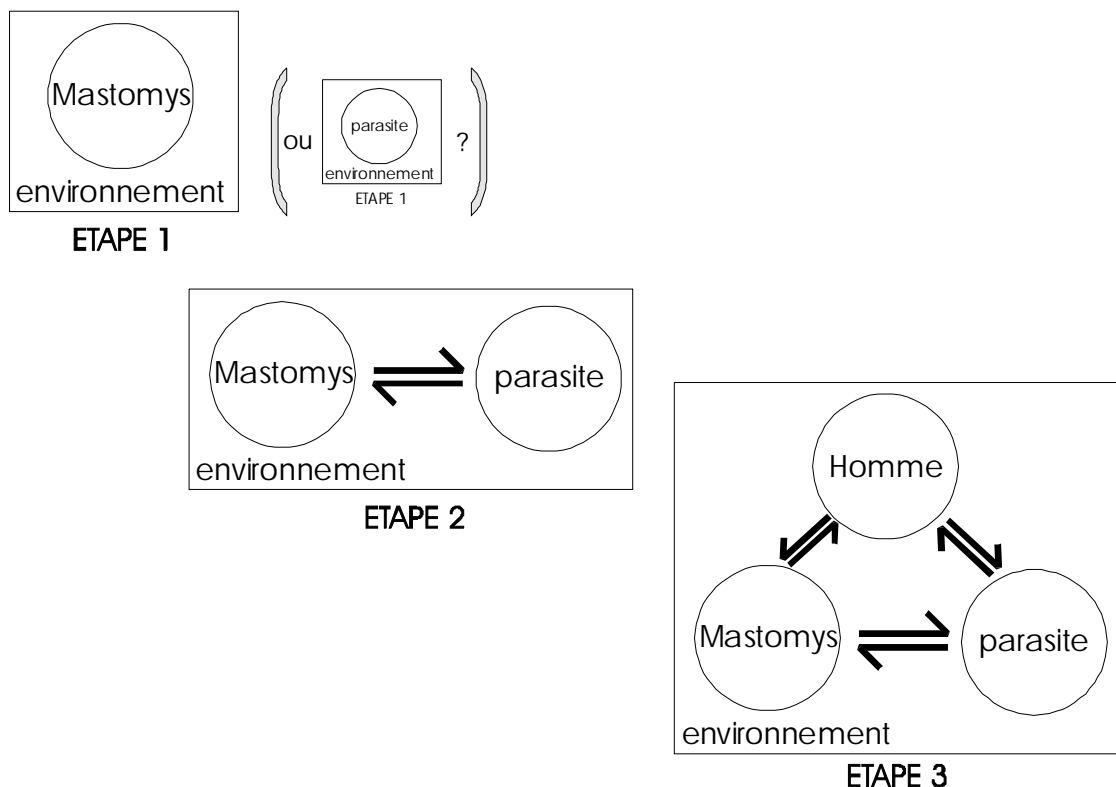 Mastomys
environnement
ETAPE 1
ou
parasite
environnement
ETAPE 1
?
Mastomys
parasite
environnement
ETAPE 2
Homme
Mastomys
parasite
environnement
ETAPE 3